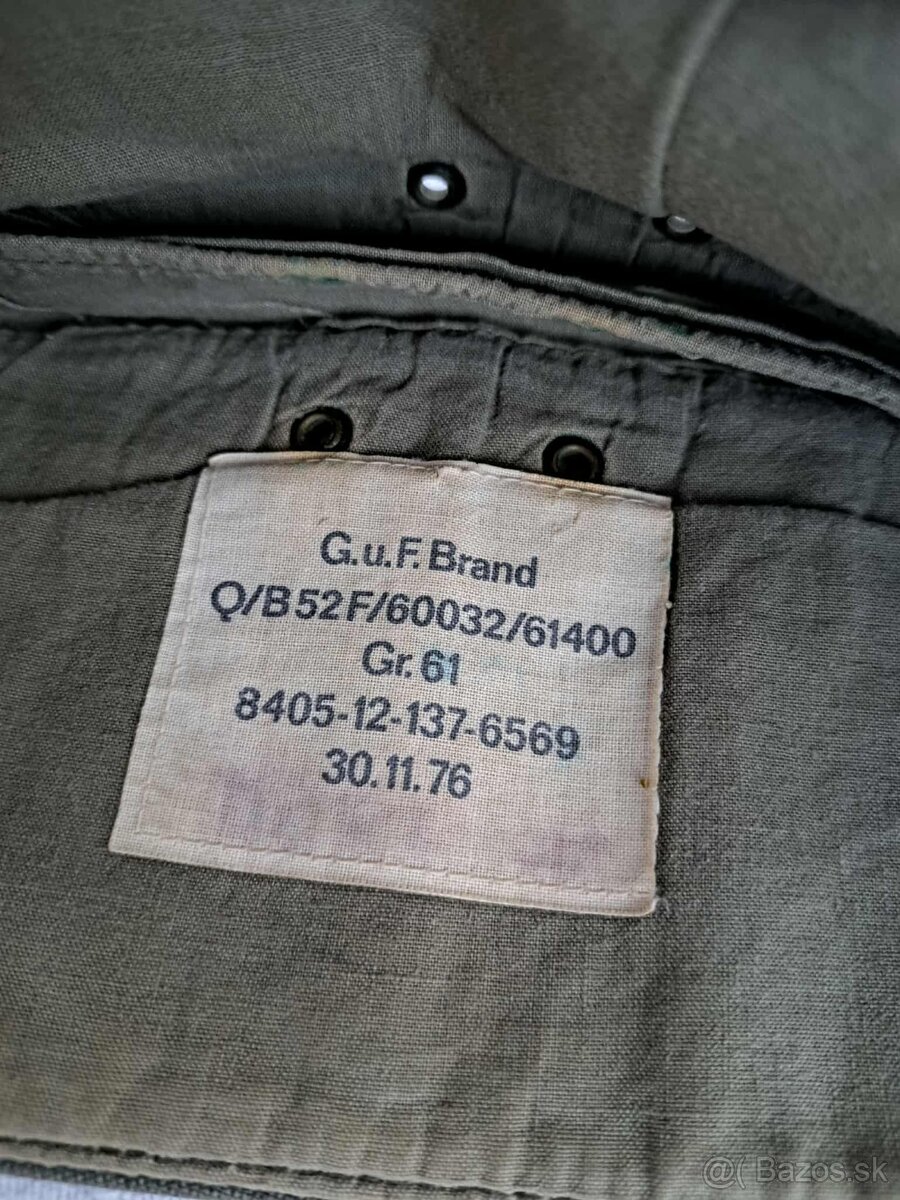 G.u.F. Brand
Q/B 52 F/60032/61400
Gr. 61
8405-12-137-6569
30.11.76
@( Bazos.sk